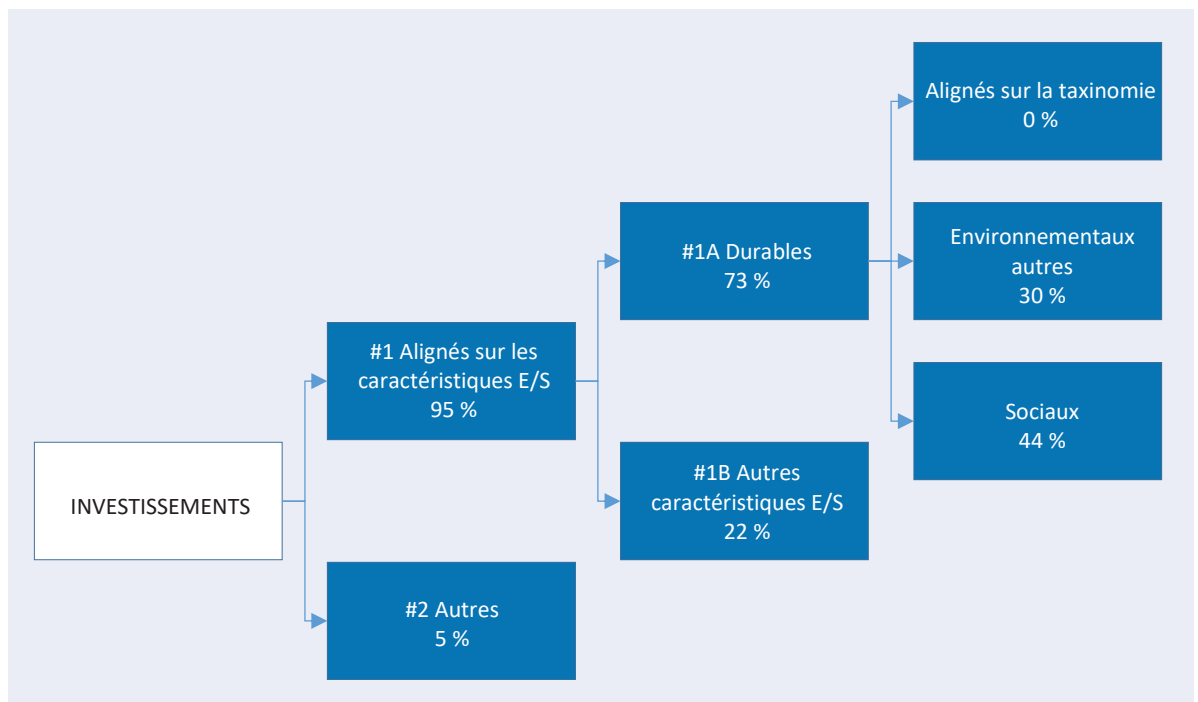 Alignés sur la taxinomie
0 %
Environnementaux
autres
30 %
#1A Durables
73 %
#1 Alignés sur les
caractéristiques E/S
95 %
Sociaux
44 %
#1B Autres
caractéristiques E/S
22 %
INVESTISSEMENTS
#2 Autres
5 %